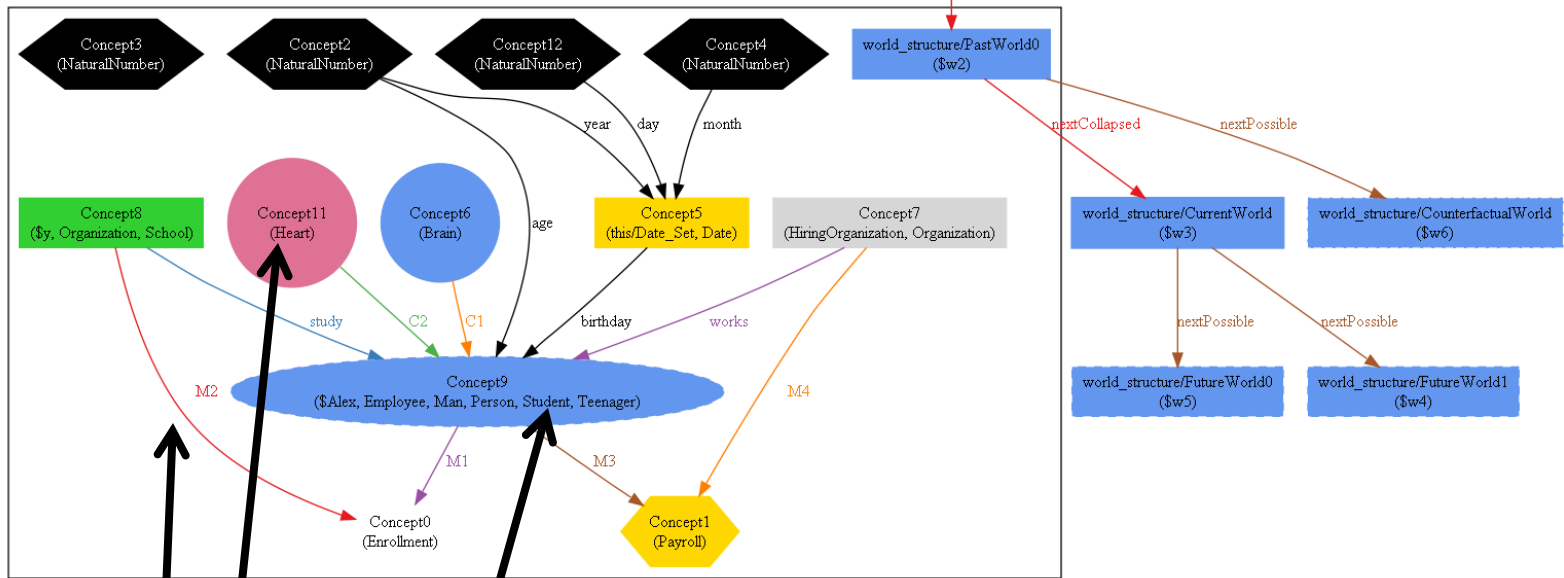 Concept3
(NaturalNumber)
Concept2
(NaturalNumber)
Concept12
(NaturalNumber)
Concept4
(NaturalNumber)
world_structure/PastWorld0
($w2)
year
day
month
nextCollapsed
nextPossible
Concept8
($y, Organization, School)
Concept11
(Heart)
Concept6
(Brain)
age
Concept5
(this/Date_Set, Date)
Concept7
(HiringOrganization, Organization)
world_structure/CurrentWorld
($w3)
world_structure/CounterfactualWorld
($w6)
study
C2
C1
birthday
works
nextPossible
nextPossible
M2
Concept9
($Alex, Employee, Man, Person, Student, Teenager)
M4
world_structure/FutureWorld0
($w5)
world_structure/FutureWorld1
($w4)
M1
M3
Concept0
(Enrollment)
Concept1
(Payroll)